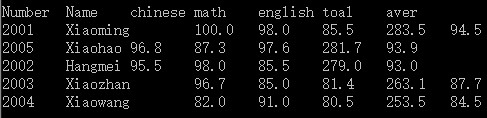 Number Name chinese math english toal aver
2001 Xiaoming 100.0 98.0 85.5 283.5 94.5
2005 Xiaohao 96.8 87.3 97.6 281.7 93.9
2002 Hangmei 95.5 98.0 85.5 279.0 93.0
2003 Xiaozhan 96.7 85.0 81.4 263.1 87.7
2004 Xiaowang 82.0 91.0 80.5 253.5 84.5